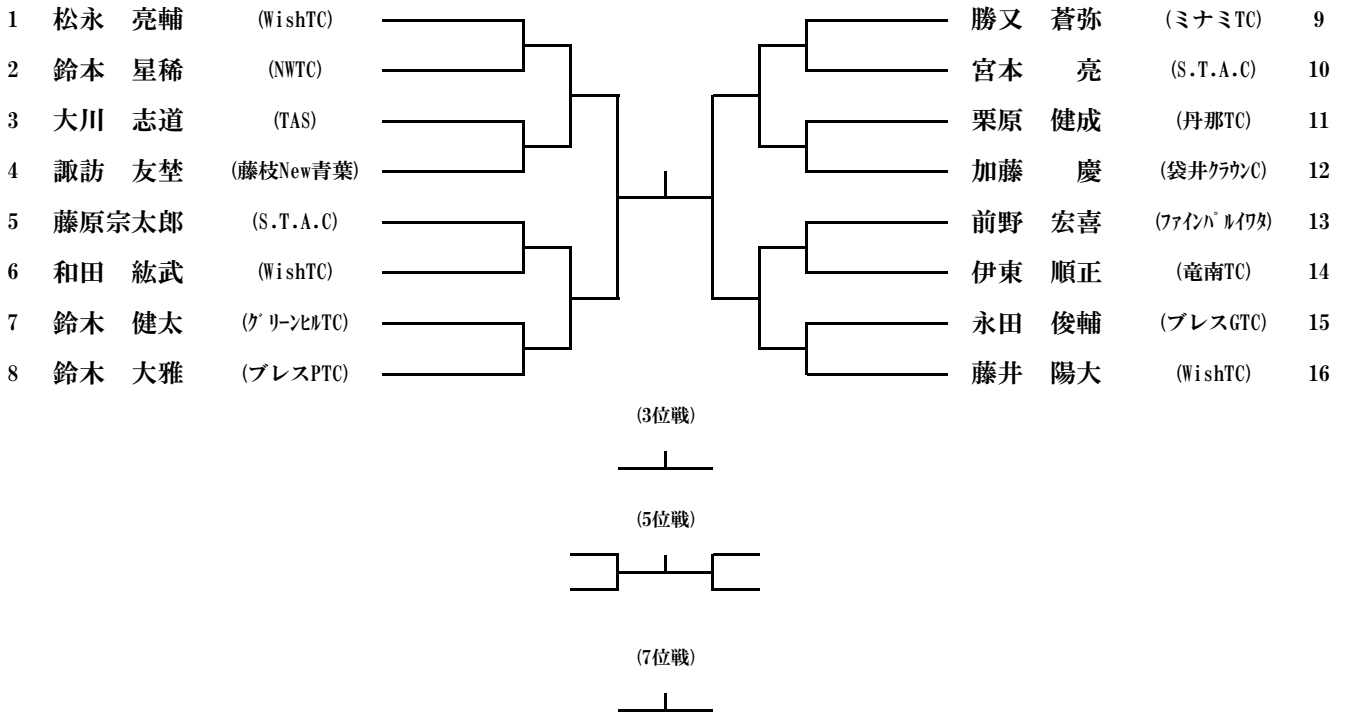 1 松永　亮輔 (WishTC)
2 鈴木　星稀 (NWTC)
3 大川　志道 (TAS)
4 諏訪　友埜 (藤枝New青葉)
5 藤原宗太郎 (S.T.A.C)
6 和田　紘武 (WishTC)
7 鈴木　健太 (ｸﾞﾘｰﾝﾋﾙTC)
8 鈴木　大雅 (ブレスPTC)
勝又　蒼弥 (ミナミTC) 9
宮本　　亮 (S.T.A.C) 10
栗原　健成 (丹那TC) 11
加藤　　慶 (袋井ｸﾗｳﾝC) 12
前野　宏喜 (ﾌｧｲﾝﾊﾟﾙｲﾜﾀ) 13
伊東　順正 (竜南TC) 14
永田　俊輔 (ブレスGTC) 15
藤井　陽大 (WishTC) 16
(3位戦)
(5位戦)
(7位戦)